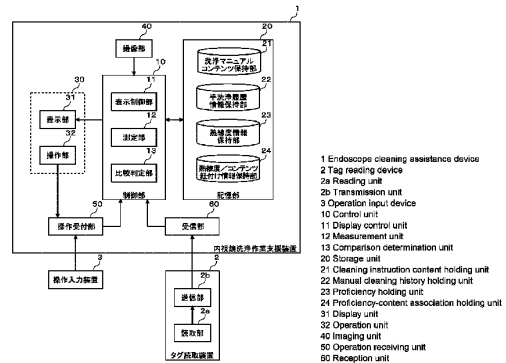 1
40
撮像部
20
21
洗浄マニュアル
コンテンツ保持部
22
手洗浄履歴
情報保持部
23
熟練度情報
保持部
24
熟練度/コンテンツ
紐付け情報保持部
記憶部
10
11
表示制御部
12
測定部
13
比較判定部
制御部
30
31
表示部
32
操作部
50
操作受付部
60
受信部
内視鏡洗浄作業支援装置
3
操作入力装置
2
2b
送信部
2a
読取部
タグ読取装置
1 Endoscope cleaning assistance device
2 Tag reading device
2a Reading unit
2b Transmission unit
3 Operation input device
10 Control unit
11 Display control unit
12 Measurement unit
13 Comparison determination unit
20 Storage unit
21 Cleaning instruction content holding unit
22 Manual cleaning history holding unit
23 Proficiency holding unit
24 Proficiency-content association holding unit
31 Display unit
32 Operation unit
40 Imaging unit
50 Operation receiving unit
60 Reception unit